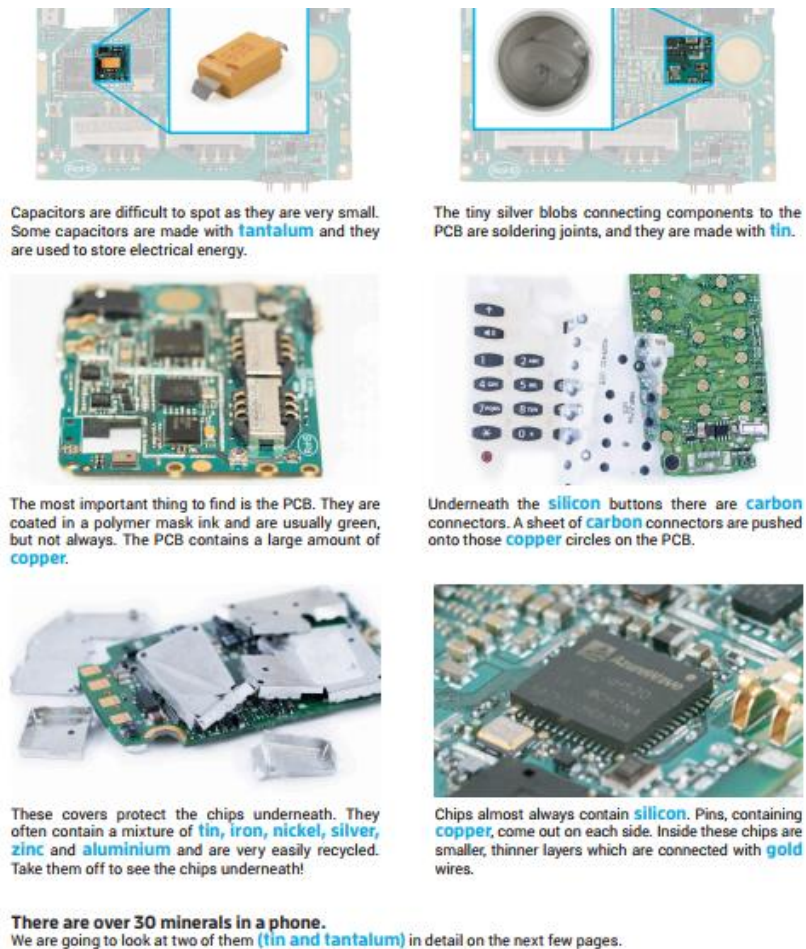 Capacitors are difficult to spot as they are very small.
Some capacitors are made with tantalum and they
are used to store electrical energy.
The tiny silver blobs connecting components to the
PCB are soldering joints, and they are made with tin.
The most important thing to find is the PCB. They are
coated in a polymer mask ink and are usually green,
but not always. The PCB contains a large amount of
copper.
Underneath the silicon buttons there are carbon
connectors. A sheet of carbon connectors are pushed
onto those copper circles on the PCB.
These covers protect the chips underneath. They
often contain a mixture of tin, iron, nickel, silver,
zinc and aluminium and are very easily recycled.
Take them off to see the chips underneath!
AzureWave
Chips almost always contain silicon. Pins, containing
copper, come out on each side. Inside these chips are
smaller, thinner layers which are connected with gold
wires.
There are over 30 minerals in a phone.
We are going to look at two of them (tin and tantalum) in detail on the next few pages.